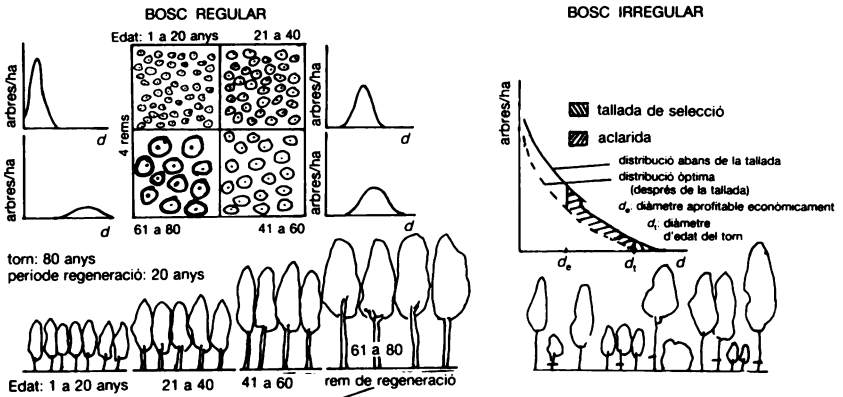 BOSC REGULAR
Edat: 1 a 20 anys
21 a 40
arbres/ha
d
arbres/ha
d
4 rems
arbres/ha
d
arbres/ha
d
61 a 80
41 a 60
torn: 80 anys
periode regeneració: 20 anys
61 a 80
Edat: 1 a 20 anys
21 a 40
41 a 60
rem de regeneració
BOSC IRREGULAR
arbres/ha
tallada de selecció
aclarida
distribució abans de la tallada
distribució òptima
(després de la tallada)
de: diàmetre aprofitable econòmicament
dt: diàmetre
d'edat del torn
de
dt
d